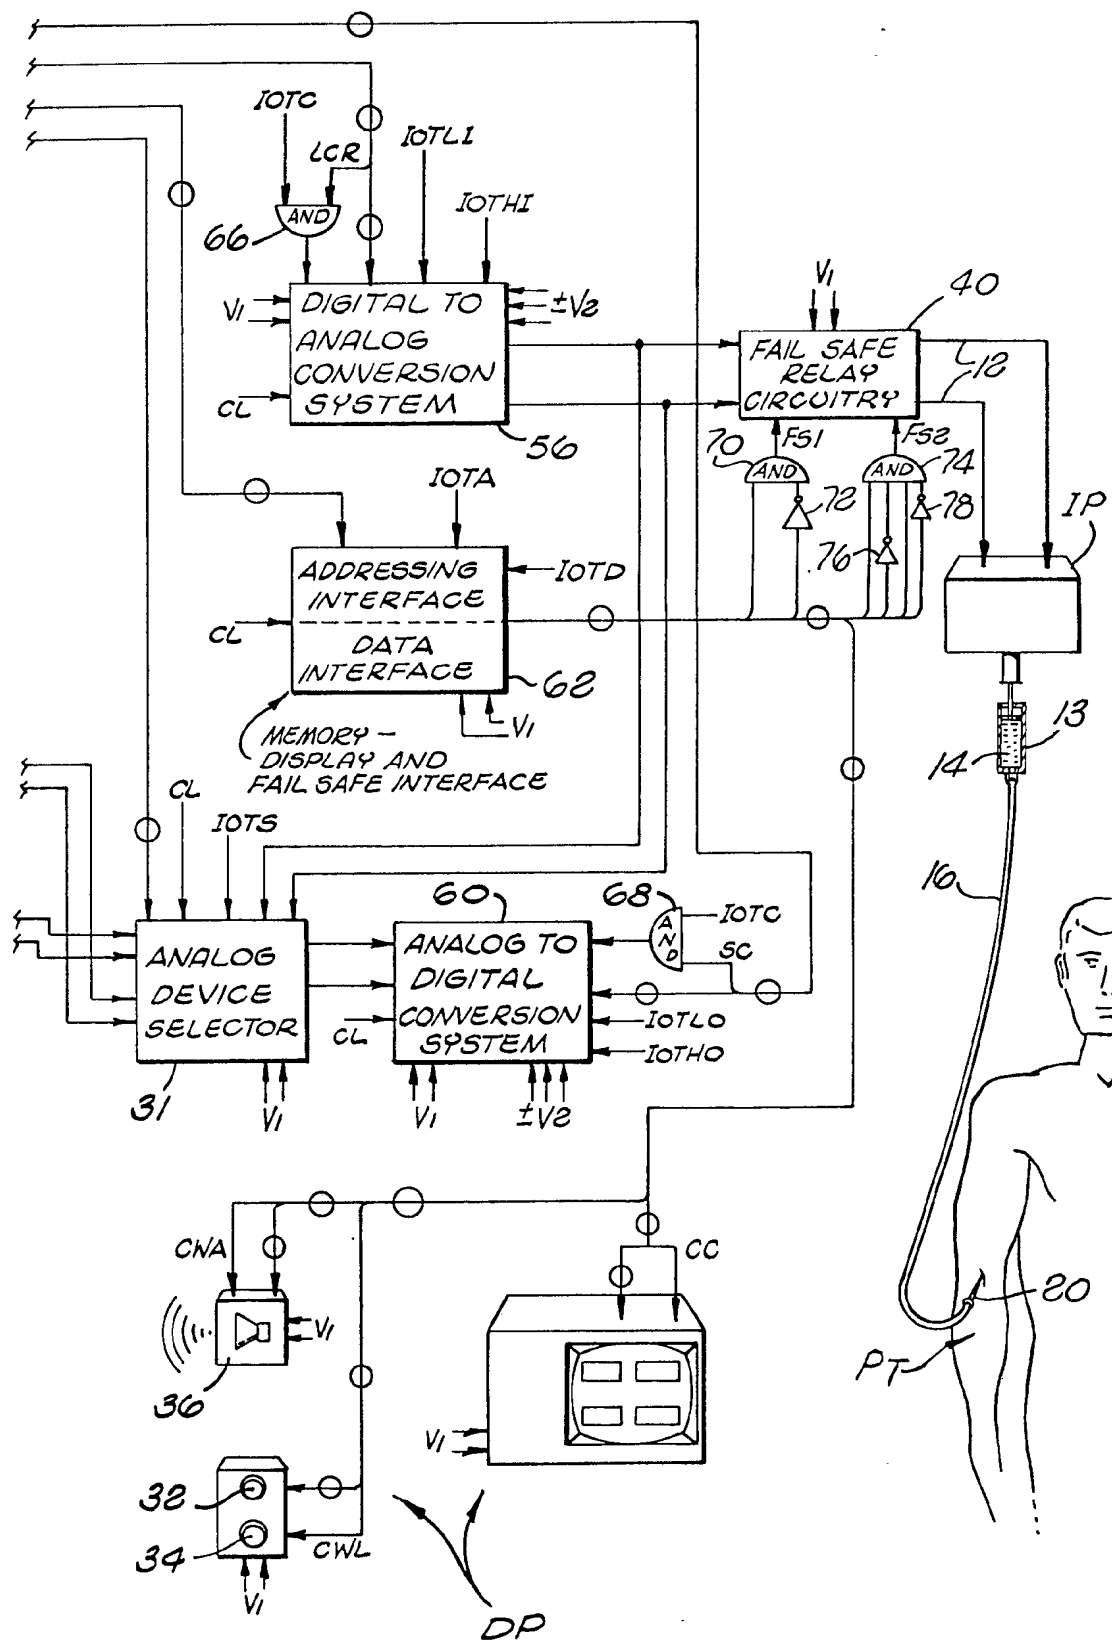 IOTC
LCR
IOTLI
IOTHI
AND
66
DIGITAL TO
ANALOG
CONVERSION
SYSTEM
V1
±V2
CL
56
V1
40
FAIL SAFE
RELAY
CIRCUITRY
12
70
FS1
FS2
AND
AND
74
72
78
76
IP
IOTA
ADDRESSING
INTERFACE
DATA
INTERFACE
IOTD
CL
62
V1
MEMORY -
DISPLAY AND
FAIL SAFE INTERFACE
13
14
CL
IOTS
16
60
68
AND
IOTC
SC
ANALOG
DEVICE
SELECTOR
ANALOG TO
DIGITAL
CONVERSION
SYSTEM
CL
IOTLO
IOTHO
31
V1
V1
±V2
CWA
CC
20
V1
PT
36
V1
32
34
CWL
V1
DP